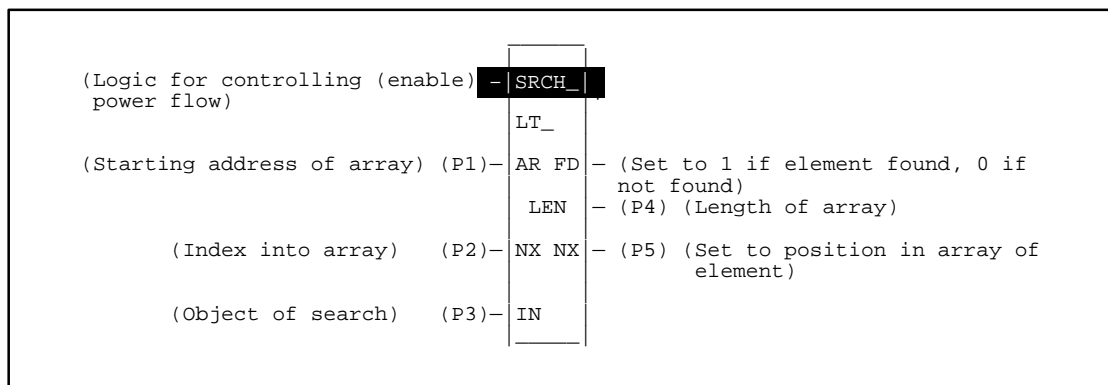 (Logic for controlling (enable) –|SRCH_|
power flow)
|LT_ |
(Starting address of array) (P1)–|AR FD|– (Set to 1 if element found, 0 if
not found)
| LEN |– (P4) (Length of array)
(Index into array) (P2)–|NX NX|– (P5) (Set to position in array of
element)
(Object of search) (P3)–|IN |
|_____|